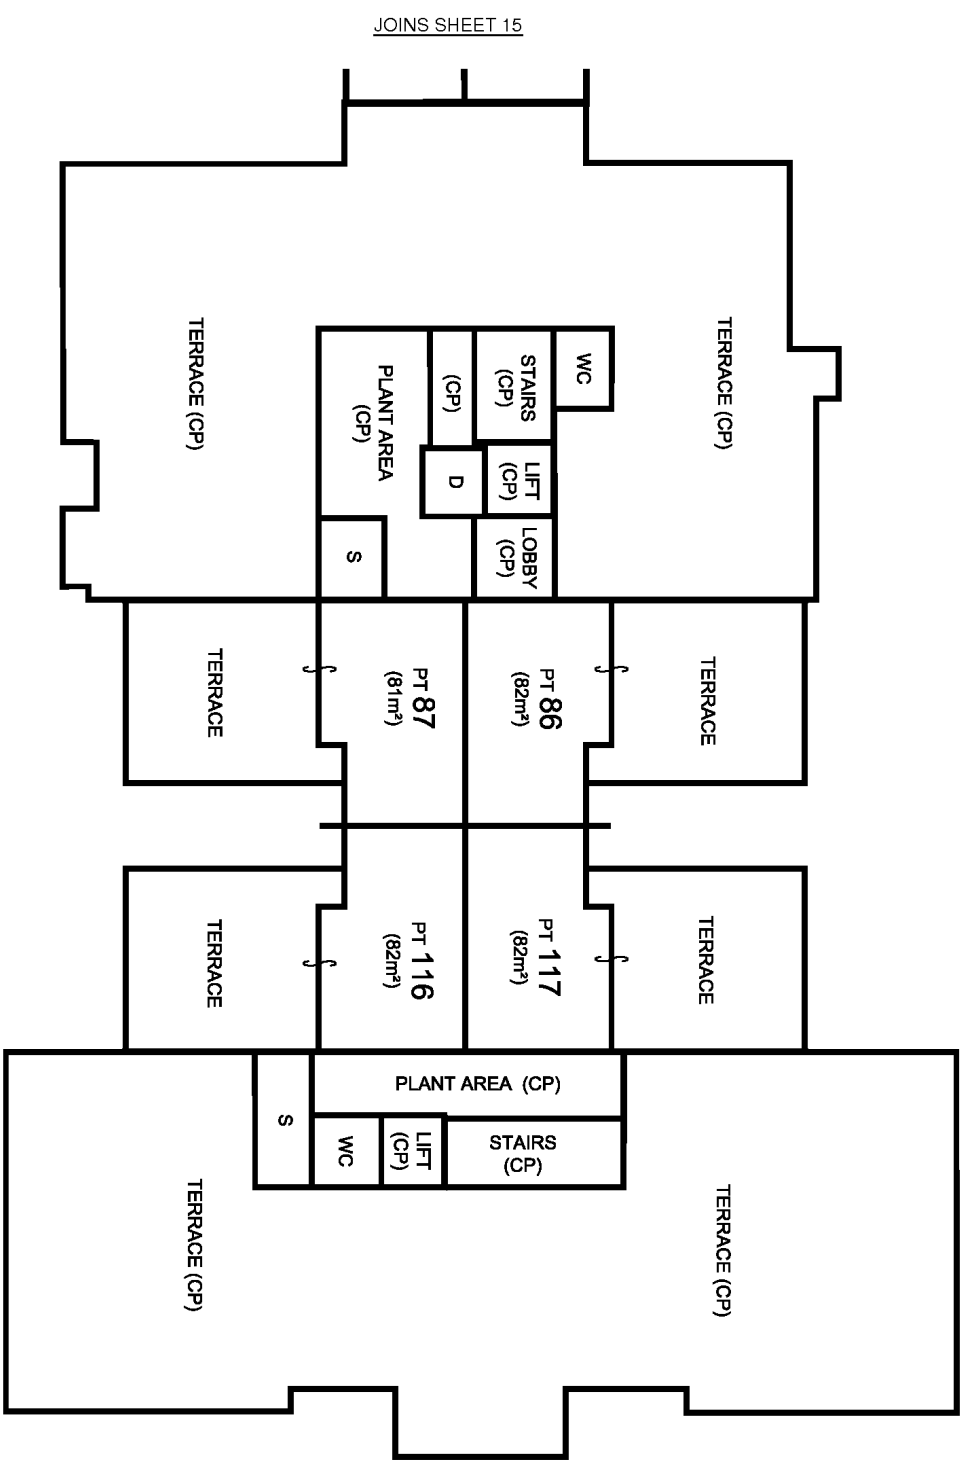 JOINS SHEET 15
TERRACE (CP)
TERRACE (CP)
PLANT AREA
(CP)
(CP)
STAIRS
(CP)
WC
LIFT
(CP)
D
S
LOBBY
(CP)
TERRACE
PT 87
(81m²)
PT 86
(82m²)
TERRACE
TERRACE
PT 116
(82m²)
PT 117
(82m²)
TERRACE
PLANT AREA (CP)
S
WC
LIFT
(CP)
STAIRS
(CP)
TERRACE (CP)
TERRACE (CP)